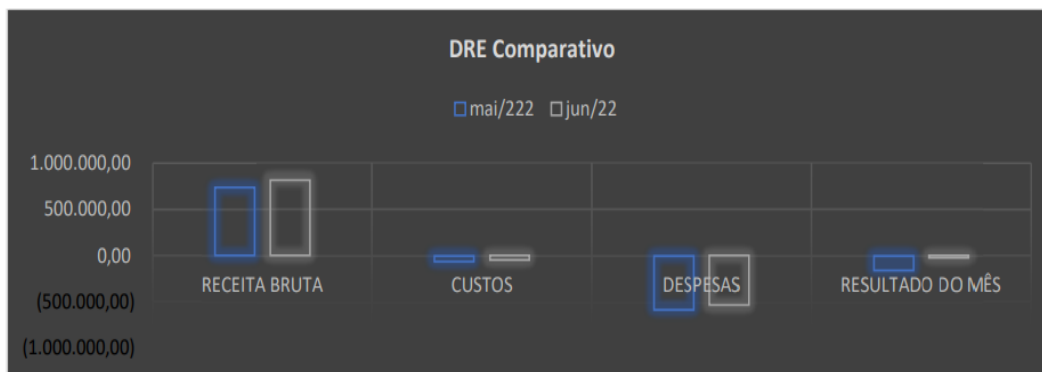 DRE Comparativo
mai/222 jun/22
1.000.000,00
500.000,00
0,00
RECEITA BRUTA CUSTOS DESPESAS RESULTADO DO MÊS
(500.000,00)
(1.000.000,00)